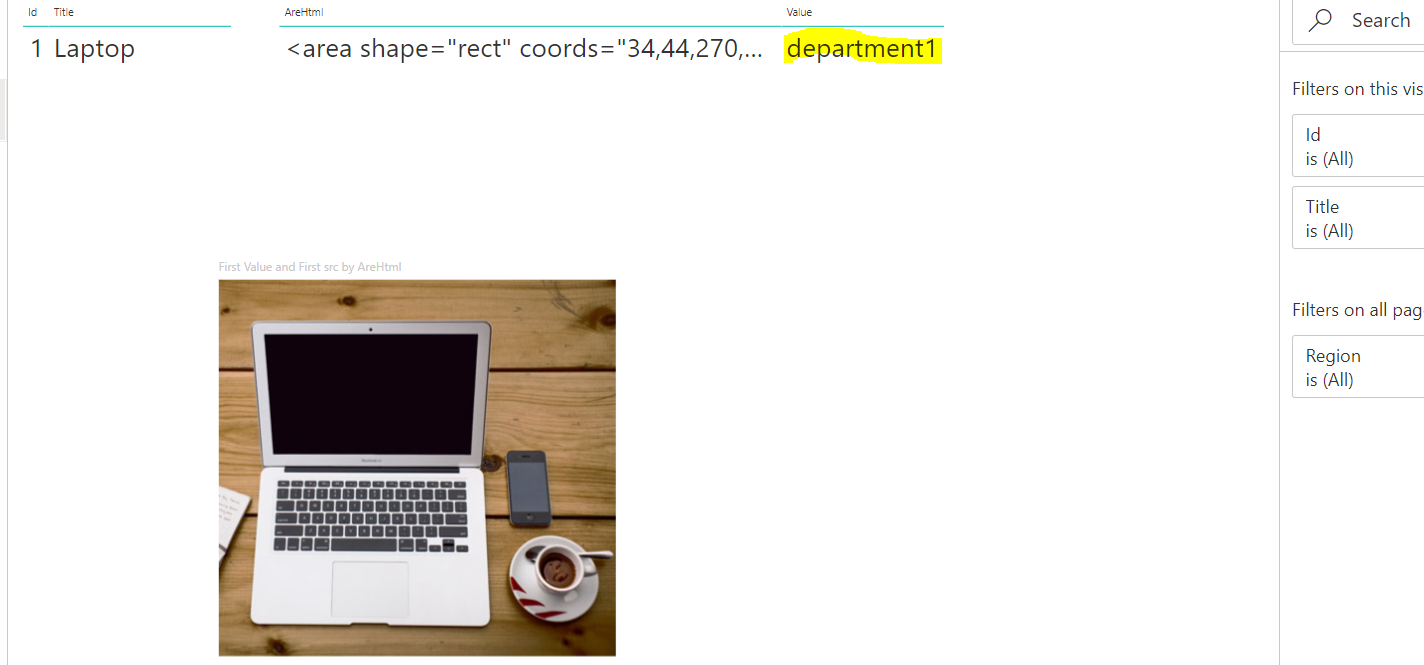 Id Title AreHtml Value
1 Laptop <area shape="rect" coords="34,44,270,... department1
Search
Filters on this vis
Id
is (All)
Title
is (All)
First Value and First src by AreHtml
Filters on all pag
Region
is (All)